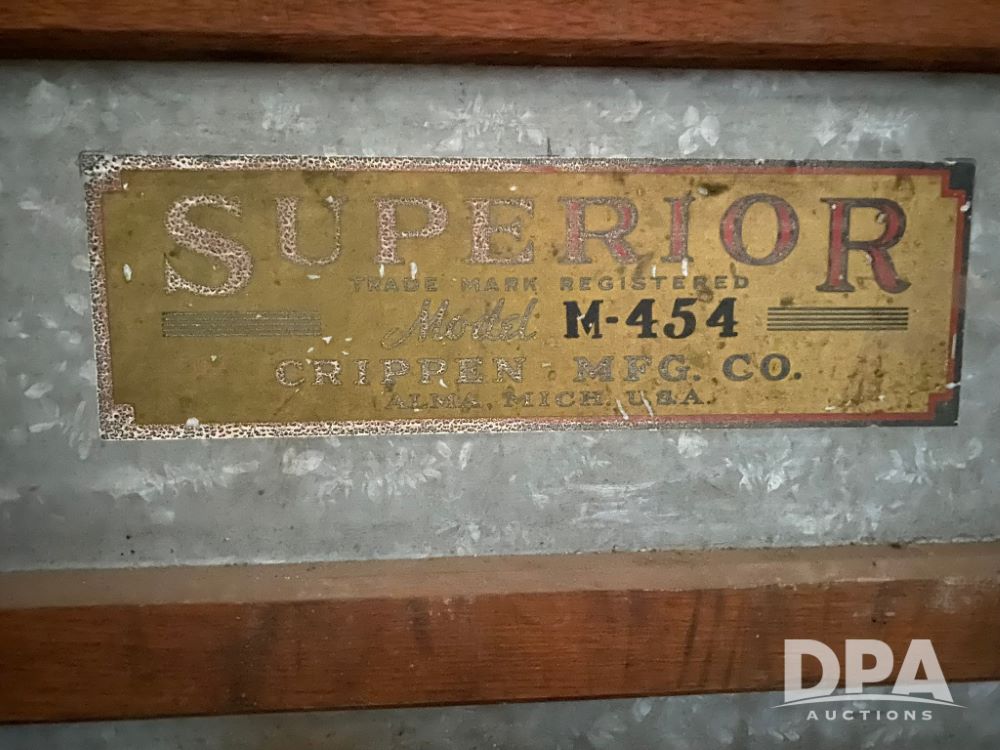 SUPERIOR
TRADE MARK REGISTERED
Model M-454
CRIPPEN MFG. CO.
ALMA, MICH. U.S.A.
DPA
AUCTIONS